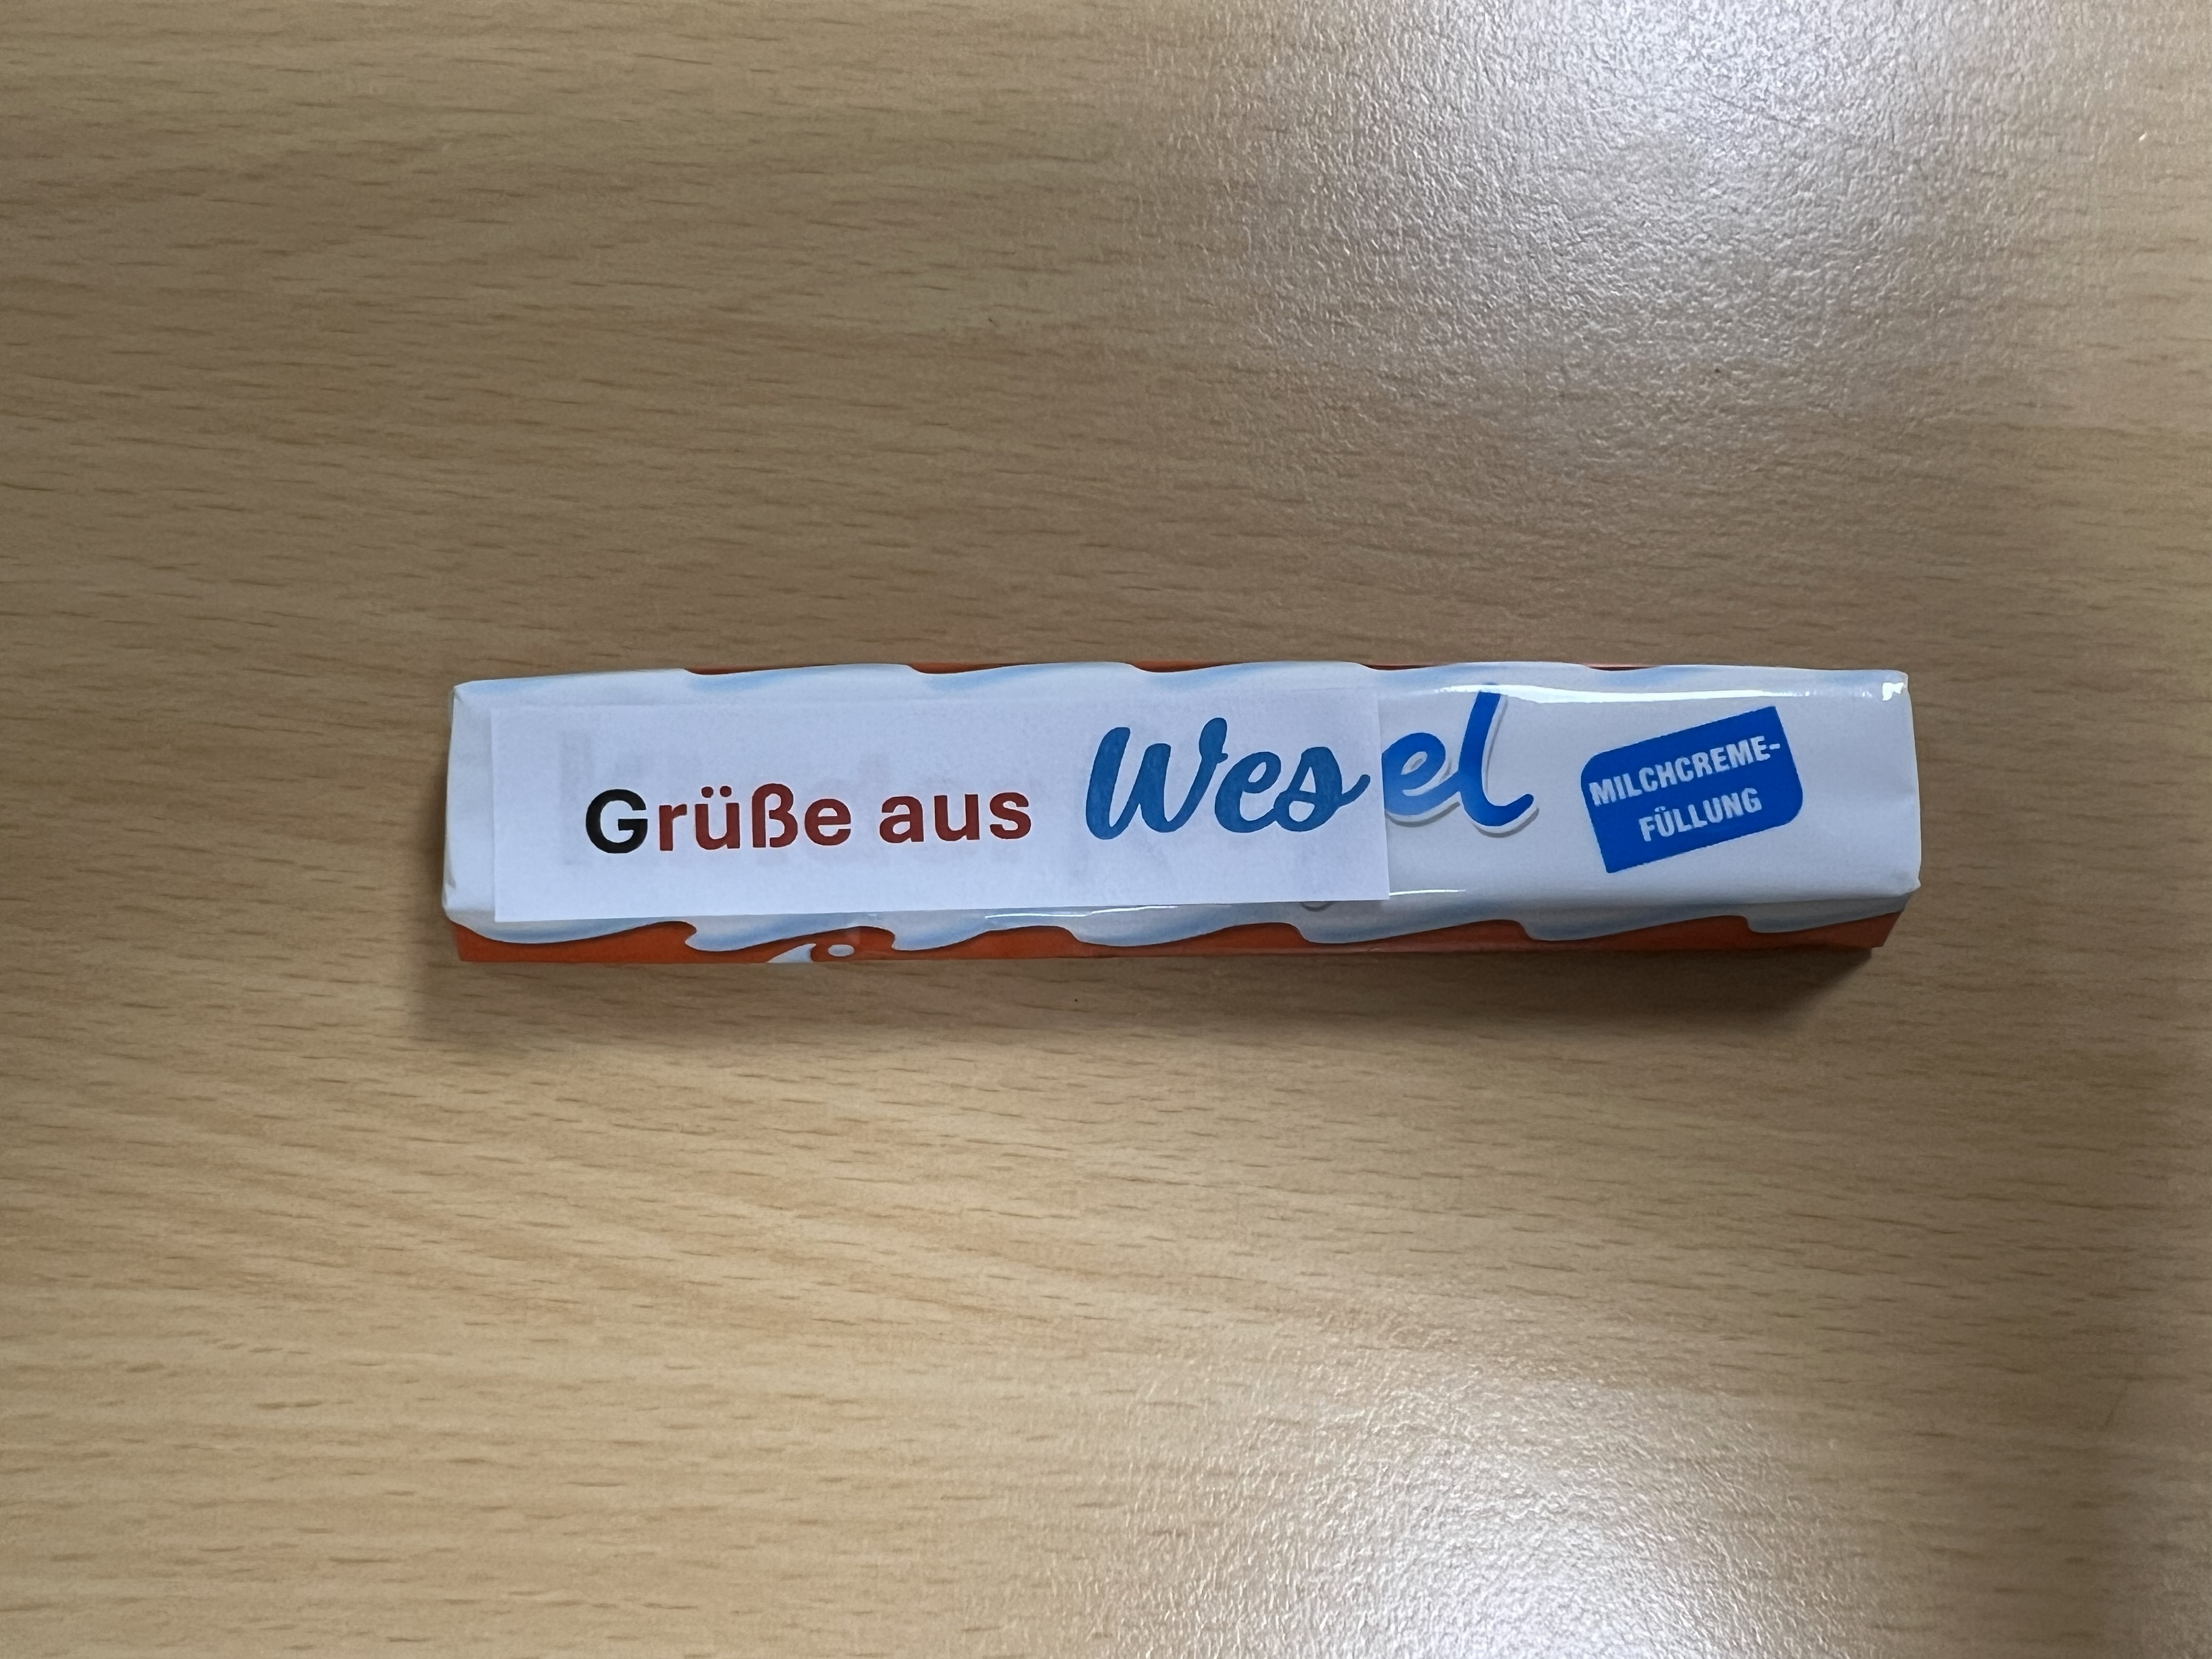 Grüße aus Wesel
MILCHCREME-
FÜLLUNG